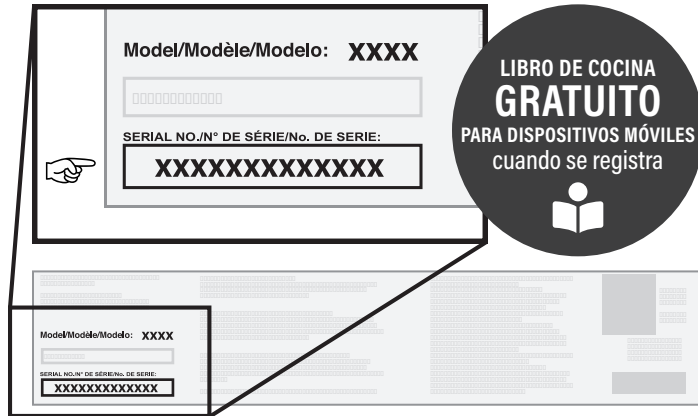 Model/Modèle/Modelo: XXXX
SERIAL NO./N° DE SÉRIE/No. DE SERIE:
XXXXXXXXXXXXX
LIBRO DE COCINA
GRATUITO
PARA DISPOSITIVOS MÓVILES
cuando se registra
Model/Modèle/Modelo: XXXX
SERIAL NO./N° DE SÉRIE/No. DE SERIE:
XXXXXXXXXXXXX